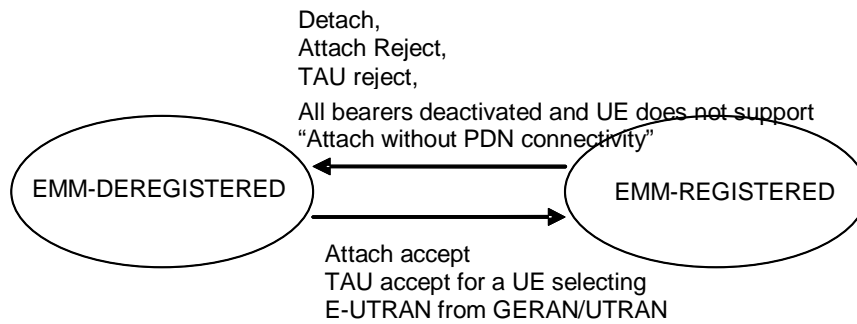 Detach,
Attach Reject,
TAU reject,
All bearers deactivated and UE does not support
“Attach without PDN connectivity”
EMM-DEREGISTERED
EMM-REGISTERED
Attach accept
TAU accept for a UE selecting
E-UTRAN from GERAN/UTRAN